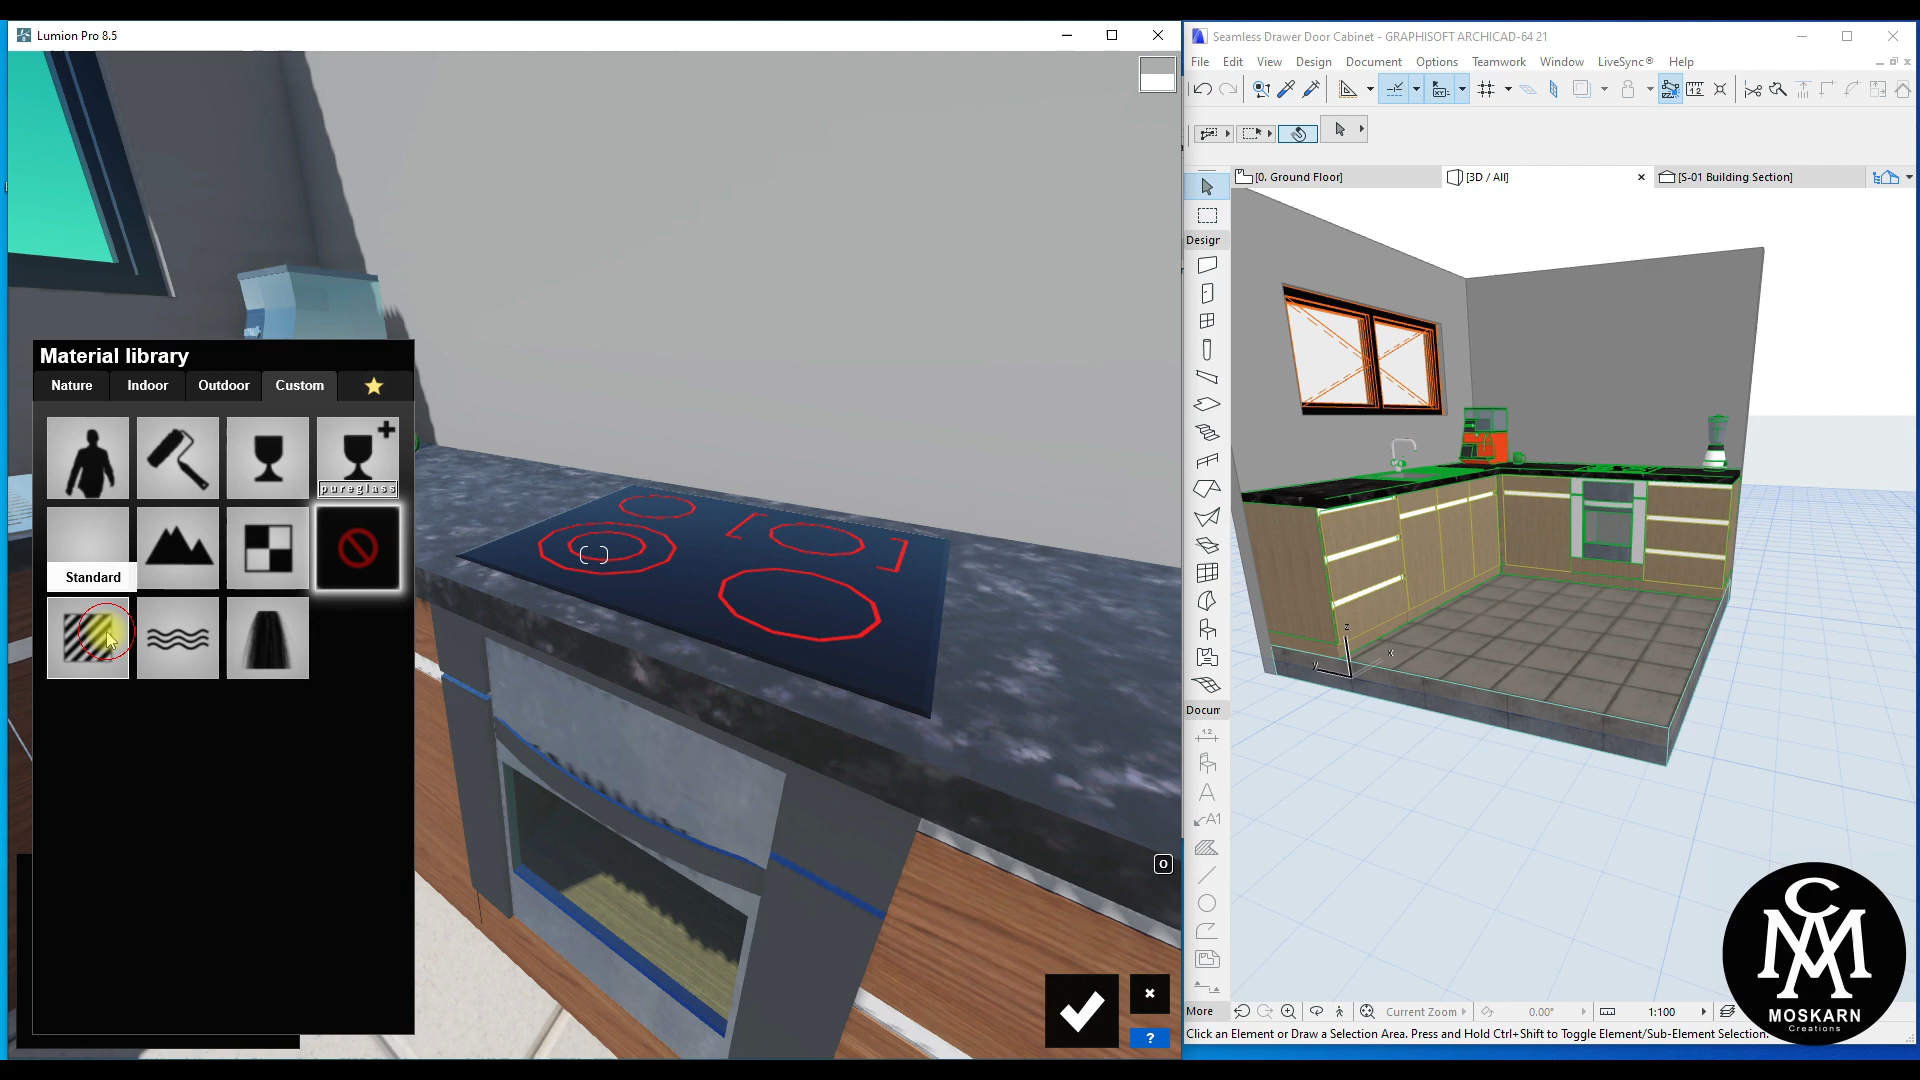 Lumion Pro 8.5
Material library
Nature Indoor Outdoor Custom
pureglass
Standard
O
?
Seamless Drawer Door Cabinet - GRAPHISOFT ARCHICAD-64 21
File Edit View Design Document Options Teamwork Window LiveSync® Help
[0. Ground Floor]
[3D / All]
[S-01 Building Section]
Design
z
x
y
Docum
1.2
A
A1
More
Current Zoom
0.00°
1:100
Click an Element or Draw a Selection Area. Press and Hold Ctrl+Shift to Toggle Element/Sub-Element Selection.
MOSKARN
Creations